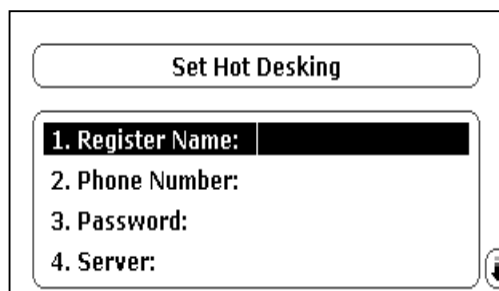 Set Hot Desking
1. Register Name:
2. Phone Number:
3. Password:
4. Server: